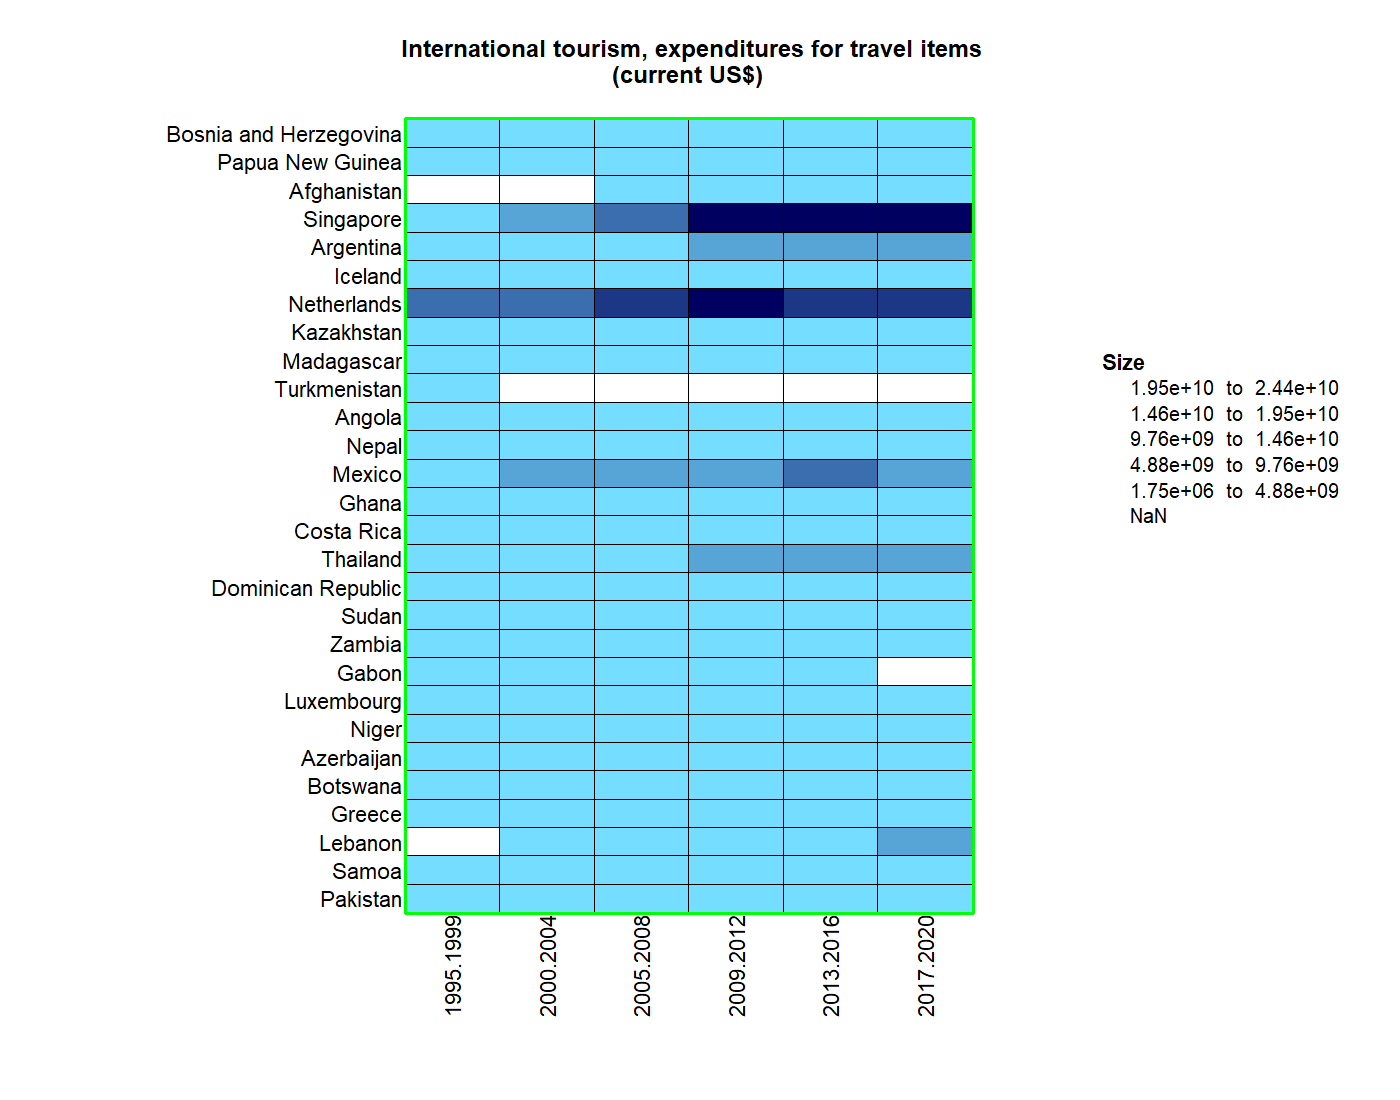 International tourism, expenditures for travel items
(current US$)
Bosnia and Herzegovina
Papua New Guinea
Afghanistan
Singapore
Argentina
Iceland
Netherlands
Kazakhstan
Madagascar
Turkmenistan
Angola
Nepal
Mexico
Ghana
Costa Rica
Thailand
Dominican Republic
Sudan
Zambia
Gabon
Luxembourg
Niger
Azerbaijan
Botswana
Greece
Lebanon
Samoa
Pakistan
1995.1999
2000.2004
2005.2008
2009.2012
2013.2016
2017.2020
Size
1.95e+10 to 2.44e+10
1.46e+10 to 1.95e+10
9.76e+09 to 1.46e+10
4.88e+09 to 9.76e+09
1.75e+06 to 4.88e+09
NaN